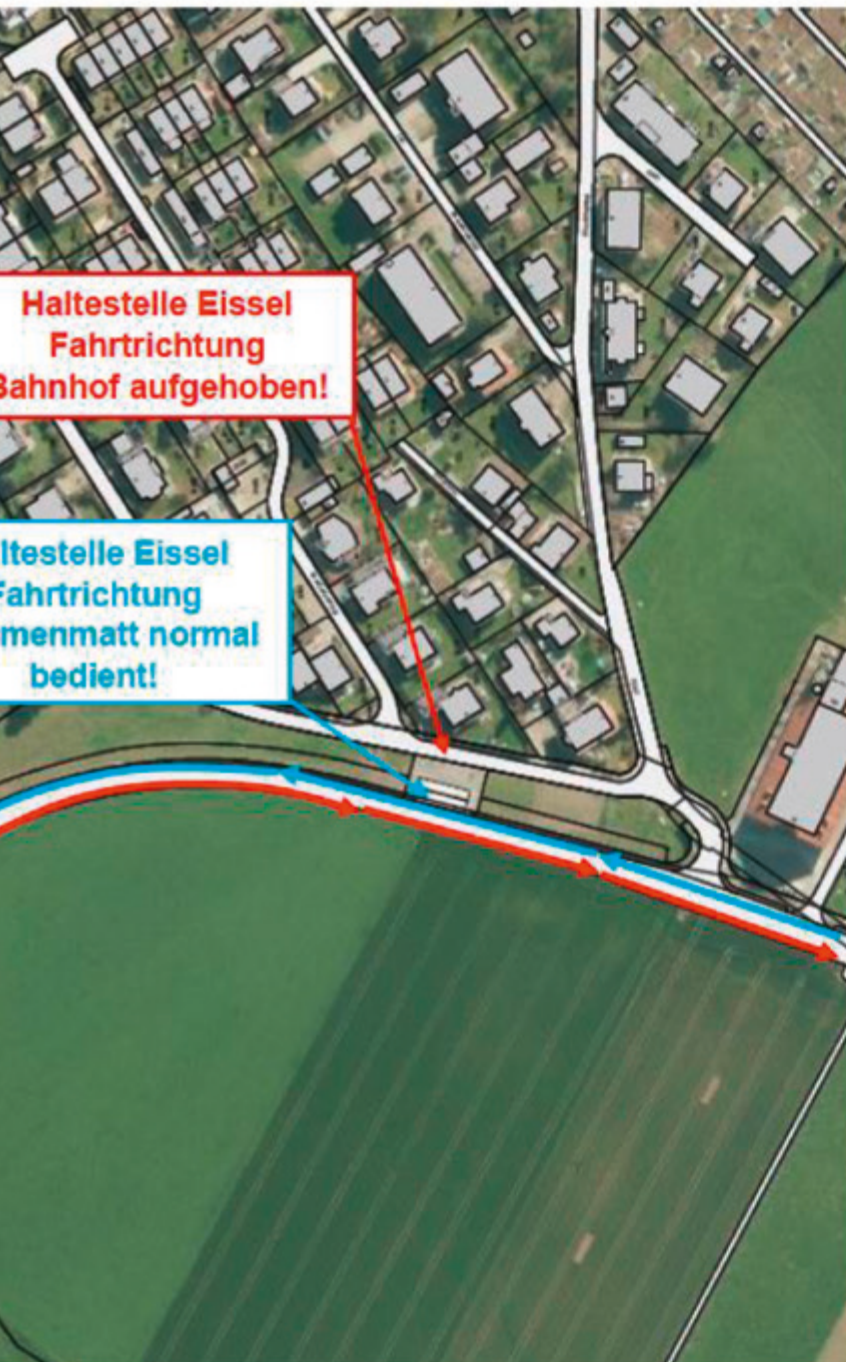 Haltestelle Eissel
Fahrtrichtung
Bahnhof aufgehoben!
ltestelle Eissel
Fahrtrichtung
menmatt normal
bedient!